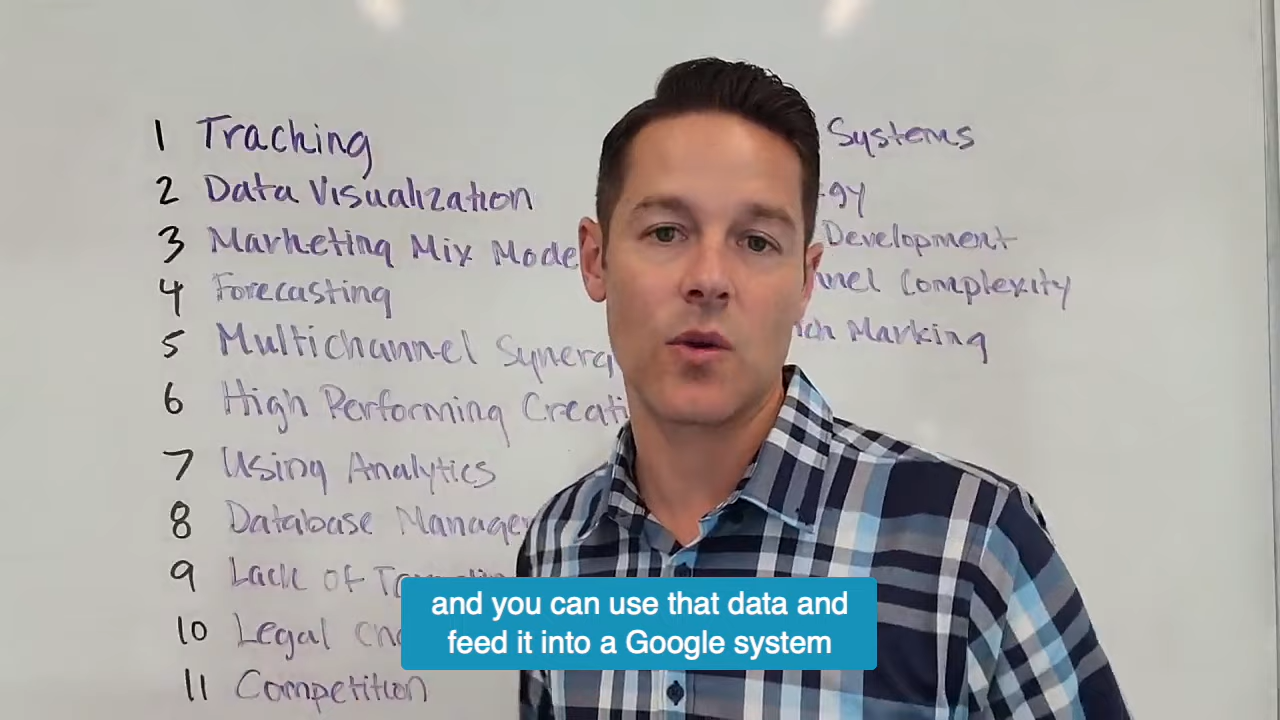 1 Tracking
2 Data Visualization
3 Marketing Mix Mode
4 Forecasting
5 Multichannel Synerg
6 High Performing Creati
7 Using Analytics
8 Database Manage
9 Lack of
10 Legal
11 Competition
Systems
gy
Development
nnel Complexity
ch Marking
and you can use that data and
feed it into a Google system